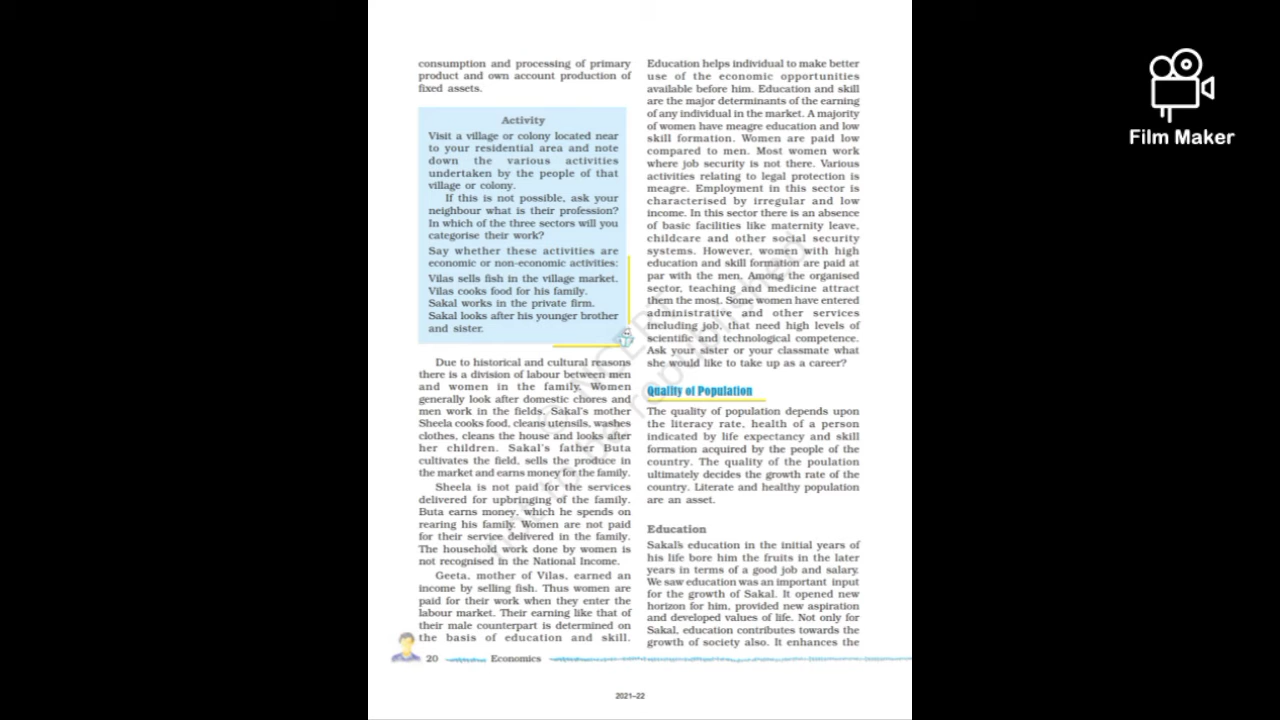 consumption and processing of primary
product and own account production of
fixed assets.
Activity
Visit a village or colony located near
to your residential area and note
down the various activities
undertaken by the people of that
village or colony.
If this is not possible, ask your
neighbour what is their profession?
In which of the three sectors will you
categorise their work?
Say whether these activities are
economic or non-economic activities:
Vilas sells fish in the village market.
Vilas cooks food for his family.
Sakal works in the private firm.
Sakal looks after his younger brother
and sister.
Due to historical and cultural reasons
there is a division of labour between men
and women in the family. Women
generally look after domestic chores and
men work in the fields. Sakal's mother
Sheela cooks food, cleans utensils, washes
clothes, cleans the house and looks after
her children. Sakal's father Buta
cultivates the field, sells the produce in
the market and earns money for the family.
Sheela is not paid for the services
delivered for upbringing of the family.
Buta earns money, which he spends on
rearing his family. Women are not paid
for their service delivered in the family.
The household work done by women is
not recognised in the National Income.
Geeta, mother of Vilas, earned an
income by selling fish. Thus women are
paid for their work when they enter the
labour market. Their earning like that of
their male counterpart is determined on
the basis of education and skill.
Education helps individual to make better
use of the economic opportunities
available before him. Education and skill
are the major determinants of the earning
of any individual in the market. A majority
of women have meagre education and low
skill formation. Women are paid low
compared to men. Most women work
where job security is not there. Various
activities relating to legal protection is
meagre. Employment in this sector is
characterised by irregular and low
income. In this sector there is an absence
of basic facilities like maternity leave,
childcare and other social security
systems. However, women with high
education and skill formation are paid at
par with the men. Among the organised
sector, teaching and medicine attract
them the most. Some women have entered
administrative and other services
including job, that need high levels of
scientific and technological competence.
Ask your sister or your classmate what
she would like to take up as a career?
Quality of Population
The quality of population depends upon
the literacy rate, health of a person
indicated by life expectancy and skill
formation acquired by the people of the
country. The quality of the poulation
ultimately decides the growth rate of the
country. Literate and healthy population
are an asset.
Education
Sakal's education in the initial years of
his life bore him the fruits in the later
years in terms of a good job and salary.
We saw education was an important input
for the growth of Sakal. It opened new
horizon for him, provided new aspiration
and developed values of life. Not only for
Sakal, education contributes towards the
growth of society also. It enhances the
20 Economics
2021–22
Film Maker